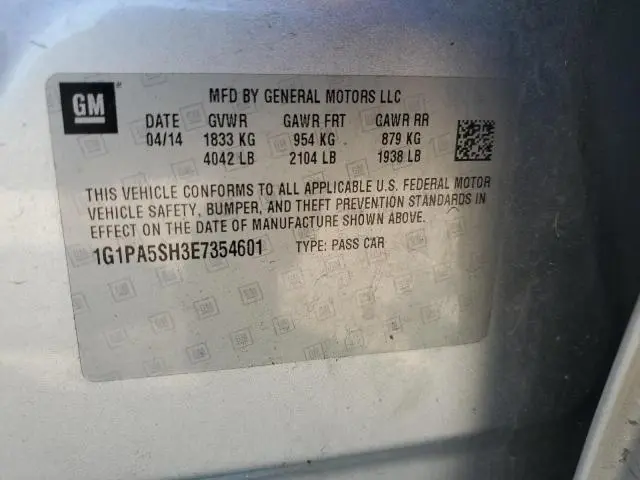 GM
MFD BY GENERAL MOTORS LLC
DATE GVWR GAWR FRT GAWR RR
04/14 1833 KG 954 KG 879 KG
4042 LB 2104 LB 1938 LB
THIS VEHICLE CONFORMS TO ALL APPLICABLE U.S. FEDERAL MOTOR
VEHICLE SAFETY, BUMPER, AND THEFT PREVENTION STANDARDS IN
EFFECT ON THE DATE OF MANUFACTURE SHOWN ABOVE.
1G1PA5SH3E7354601 TYPE: PASS CAR